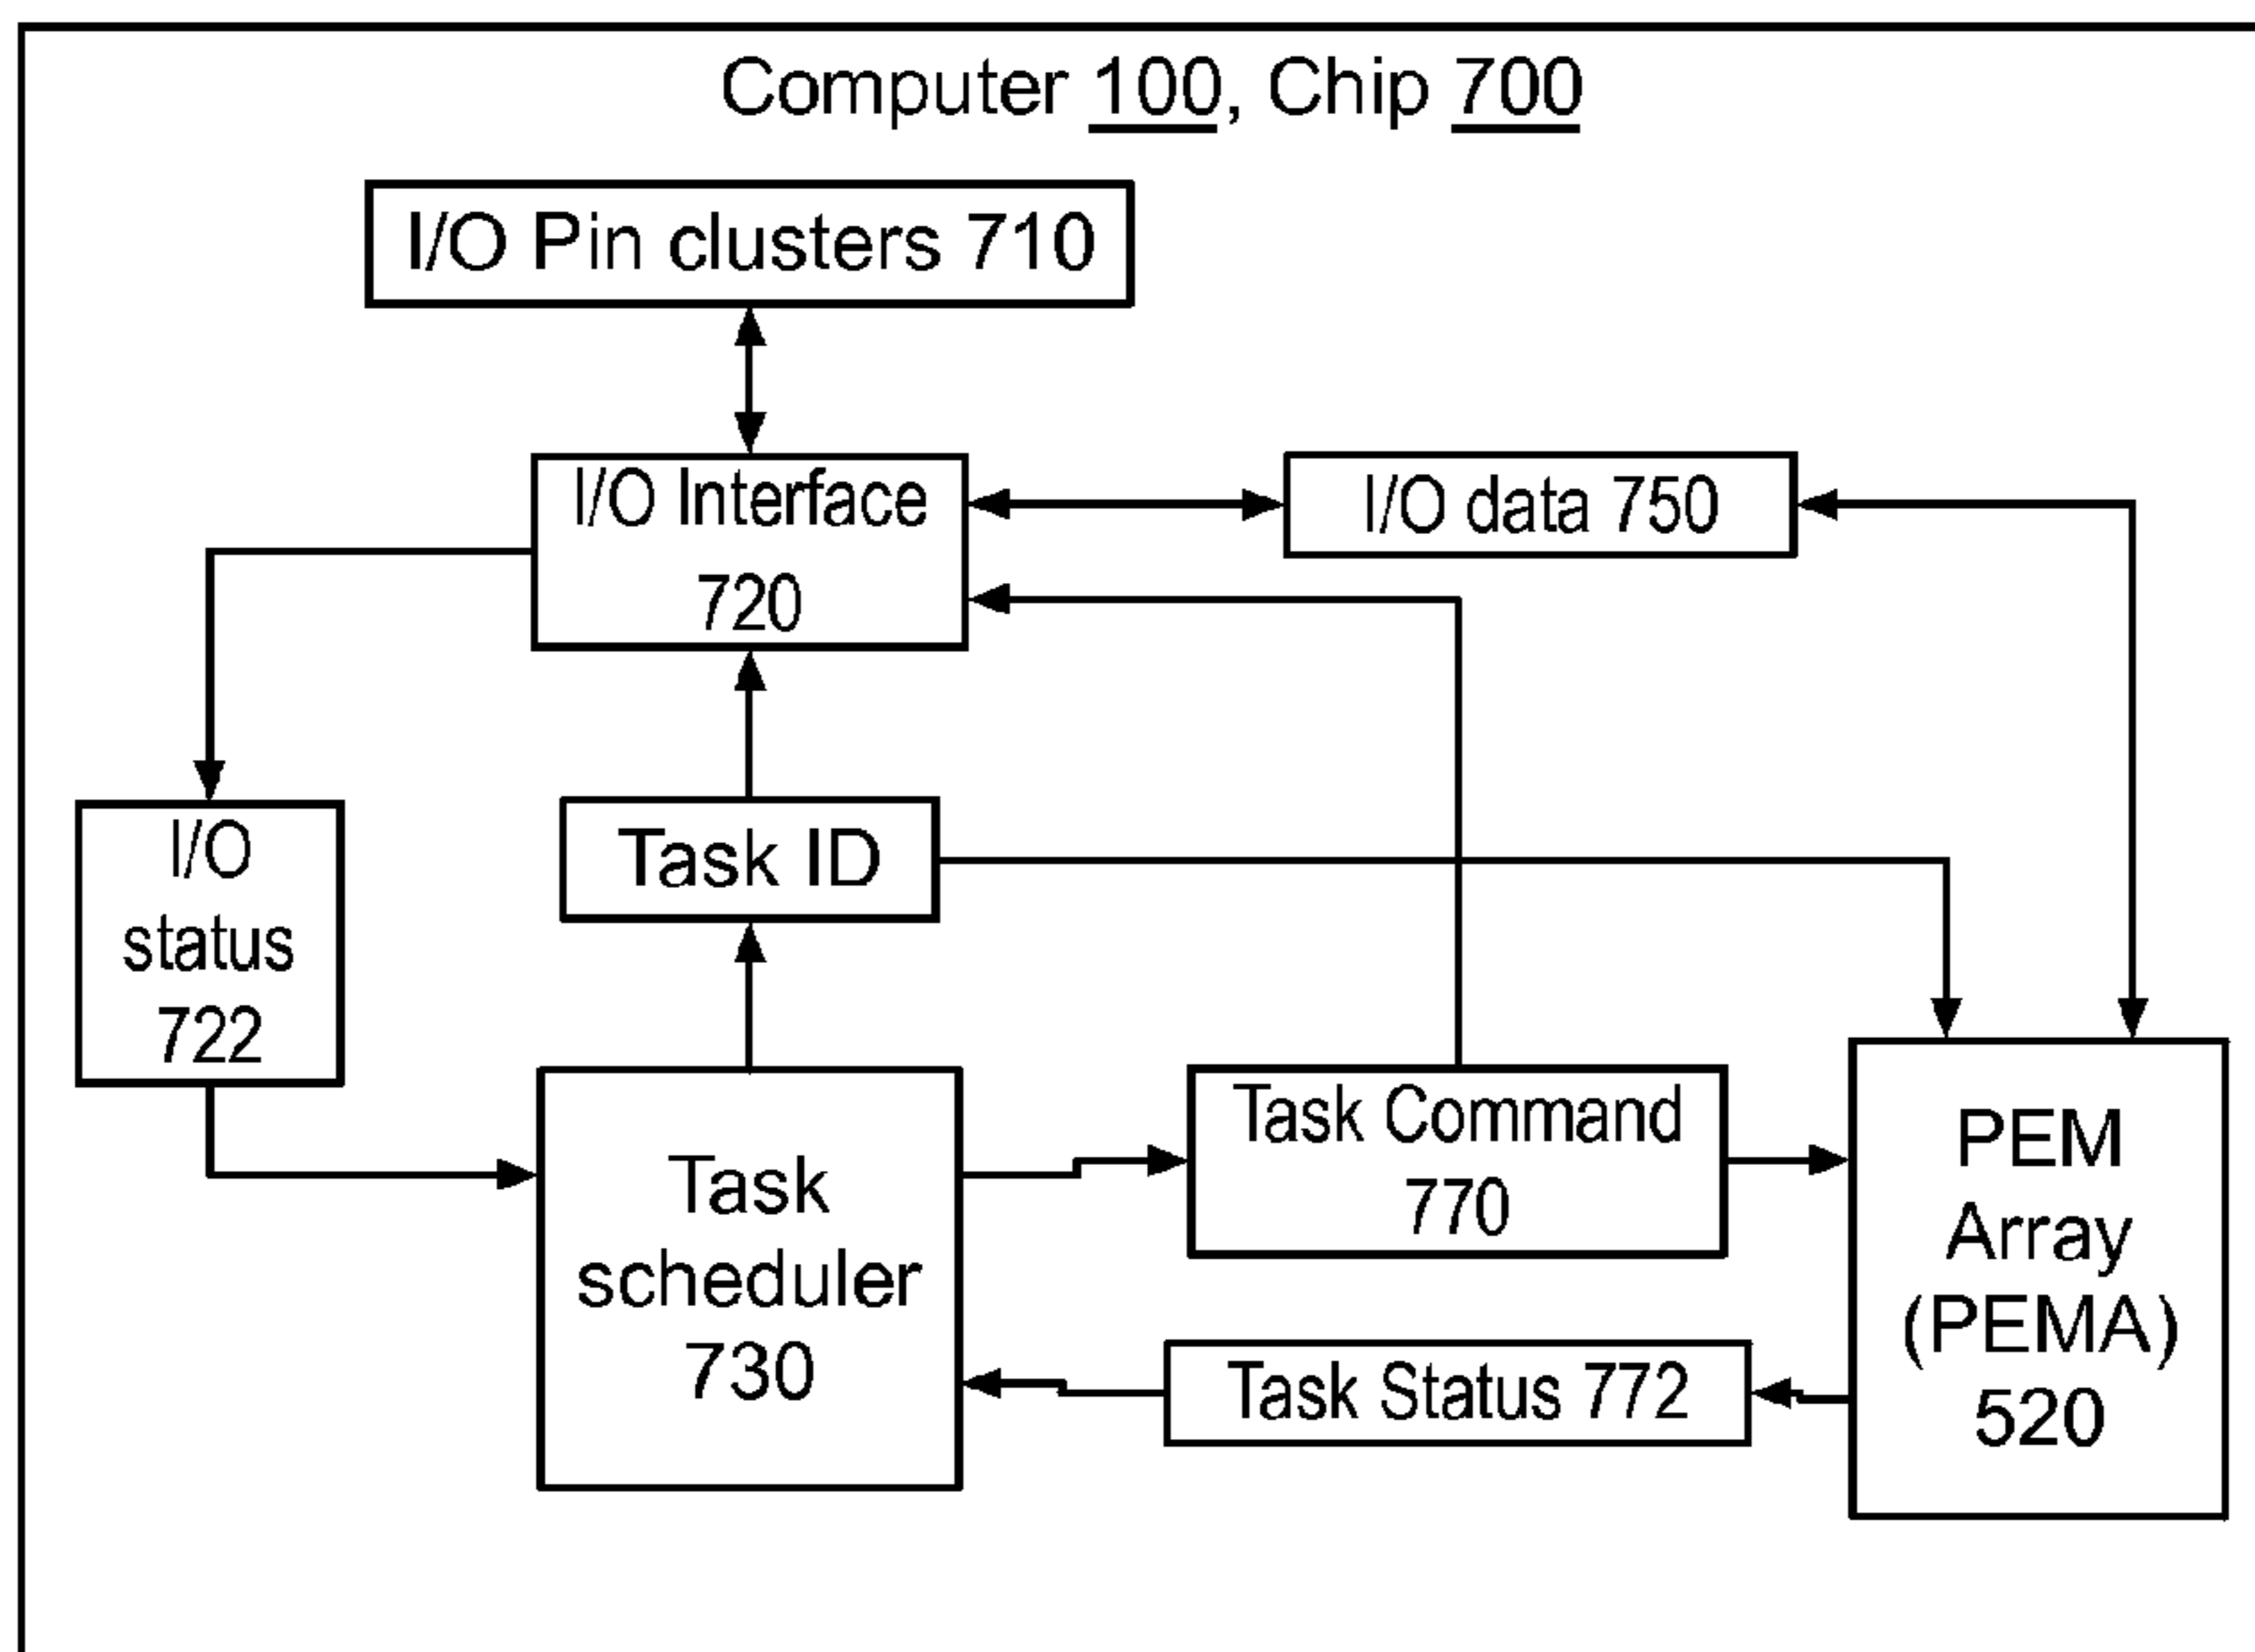 Computer 100, Chip 700
I/O Pin clusters 710
I/O Interface
720
I/O data 750
I/O
status
722
Task ID
Task
scheduler
730
Task Command
770
Task Status 772
PEM
Array
(PEMA)
520